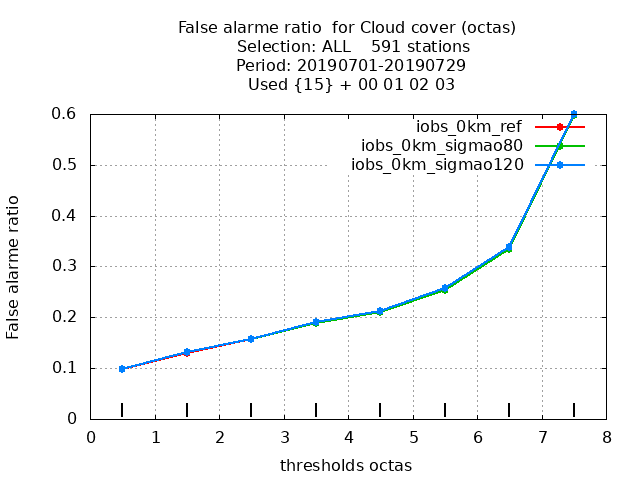 False alarme ratio  for Cloud cover (octas)
Selection: ALL    591 stations
Period: 20190701-20190729
Used {15} + 00 01 02 03
iobs_0km_ref
iobs_0km_sigmao80
iobs_0km_sigmao120
False alarme ratio
0.6
0.5
0.4
0.3
0.2
0.1
0
0 1 2 3 4 5 6 7 8
thresholds octas